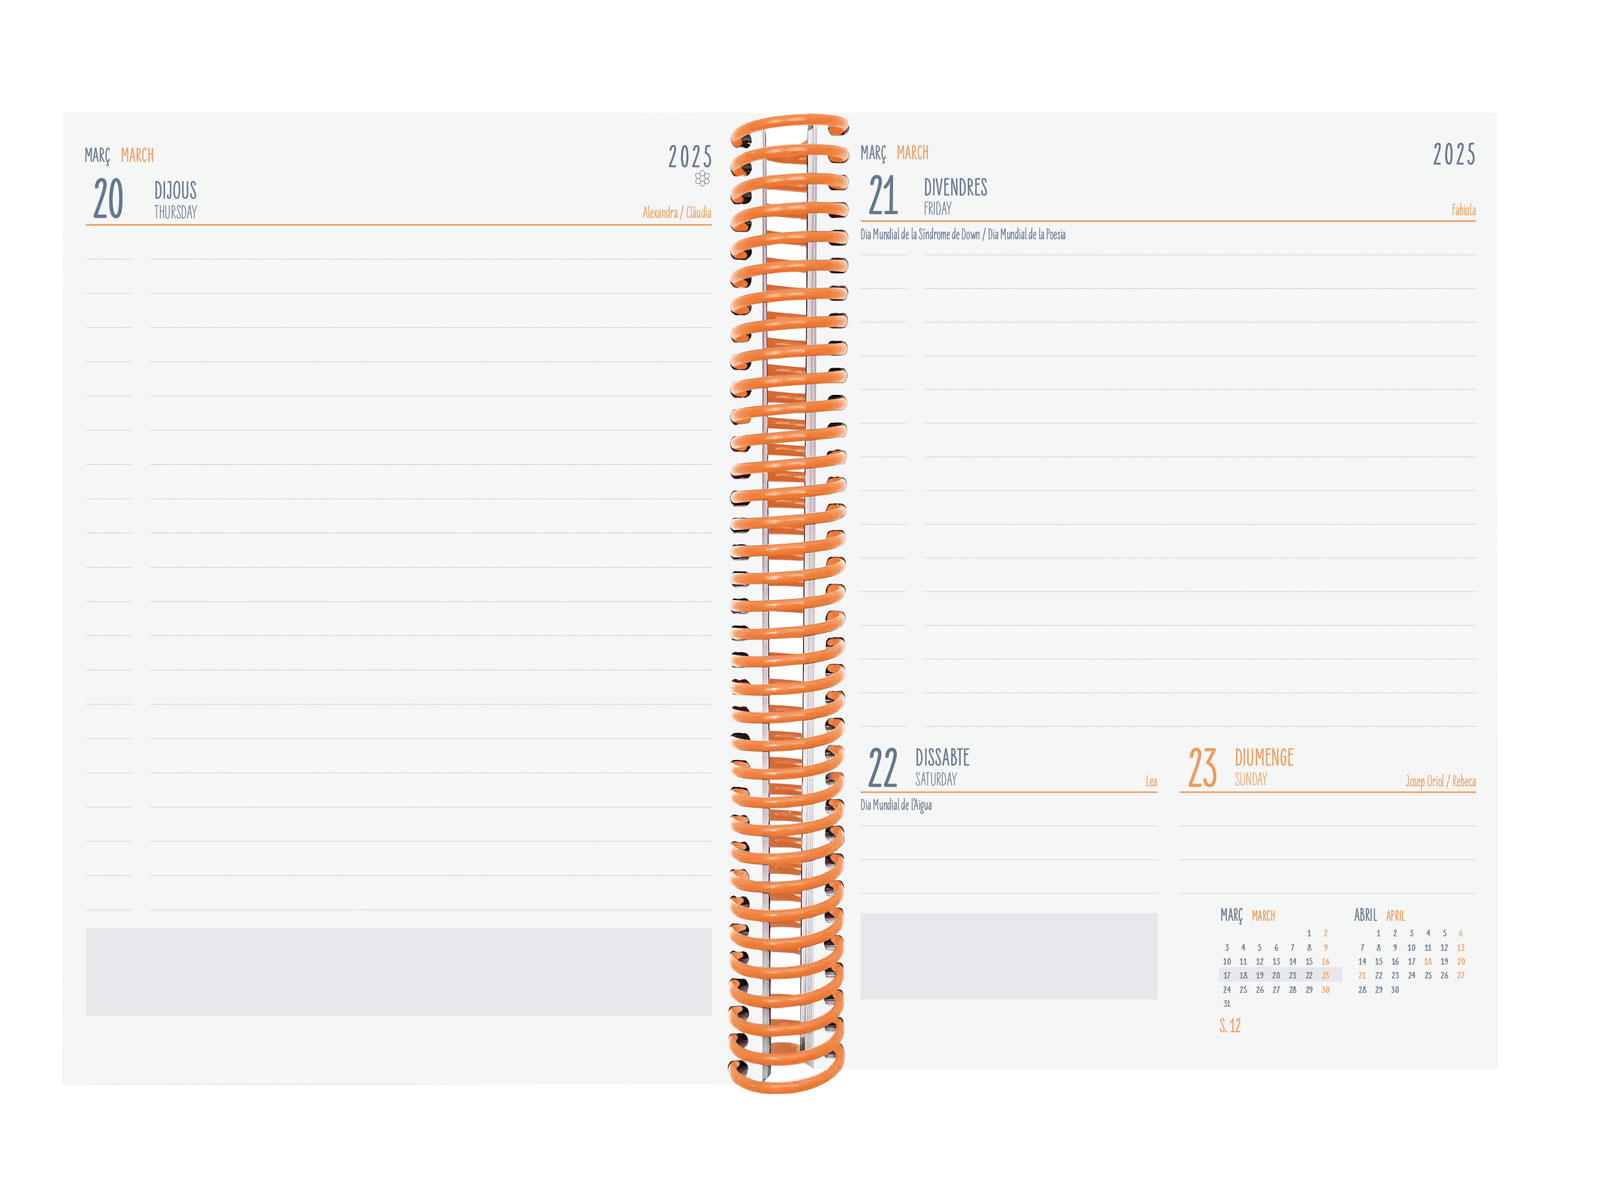 MARÇ MARCH 2025
20 DIJOUS
THURSDAY
Alexandra / Clàudia
MARÇ MARCH 2025
21 DIVENDRES
FRIDAY
Fabiola
Dia Mundial de la Síndrome de Down / Dia Mundial de la Poesia
22 DISSABTE
SATURDAY
Lea
Dia Mundial de l'Aigua
23 DIUMENGE
SUNDAY
Josep Oriol / Rebeca
MARÇ MARCH
1 2
3 4 5 6 7 8 9
10 11 12 13 14 15 16
17 18 19 20 21 22 23
24 25 26 27 28 29 30
31
ABRIL APRIL
1 2 3 4 5 6
7 8 9 10 11 12 13
14 15 16 17 18 19 20
21 22 23 24 25 26 27
28 29 30
S. 12